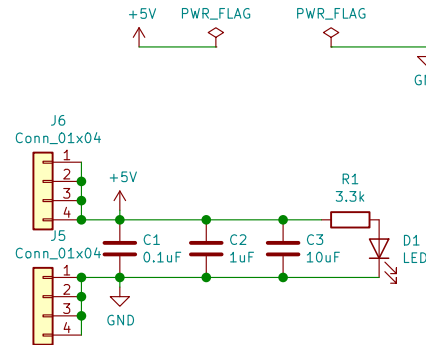 +5V PWR_FLAG PWR_FLAG
GN
J6
Conn_01x04
1
2
3
4
+5V
R1
3.3k
J5
Conn_01x04
C1
0.1uF
C2
1uF
C3
10uF
D1
LED
1
2
3
4
GND